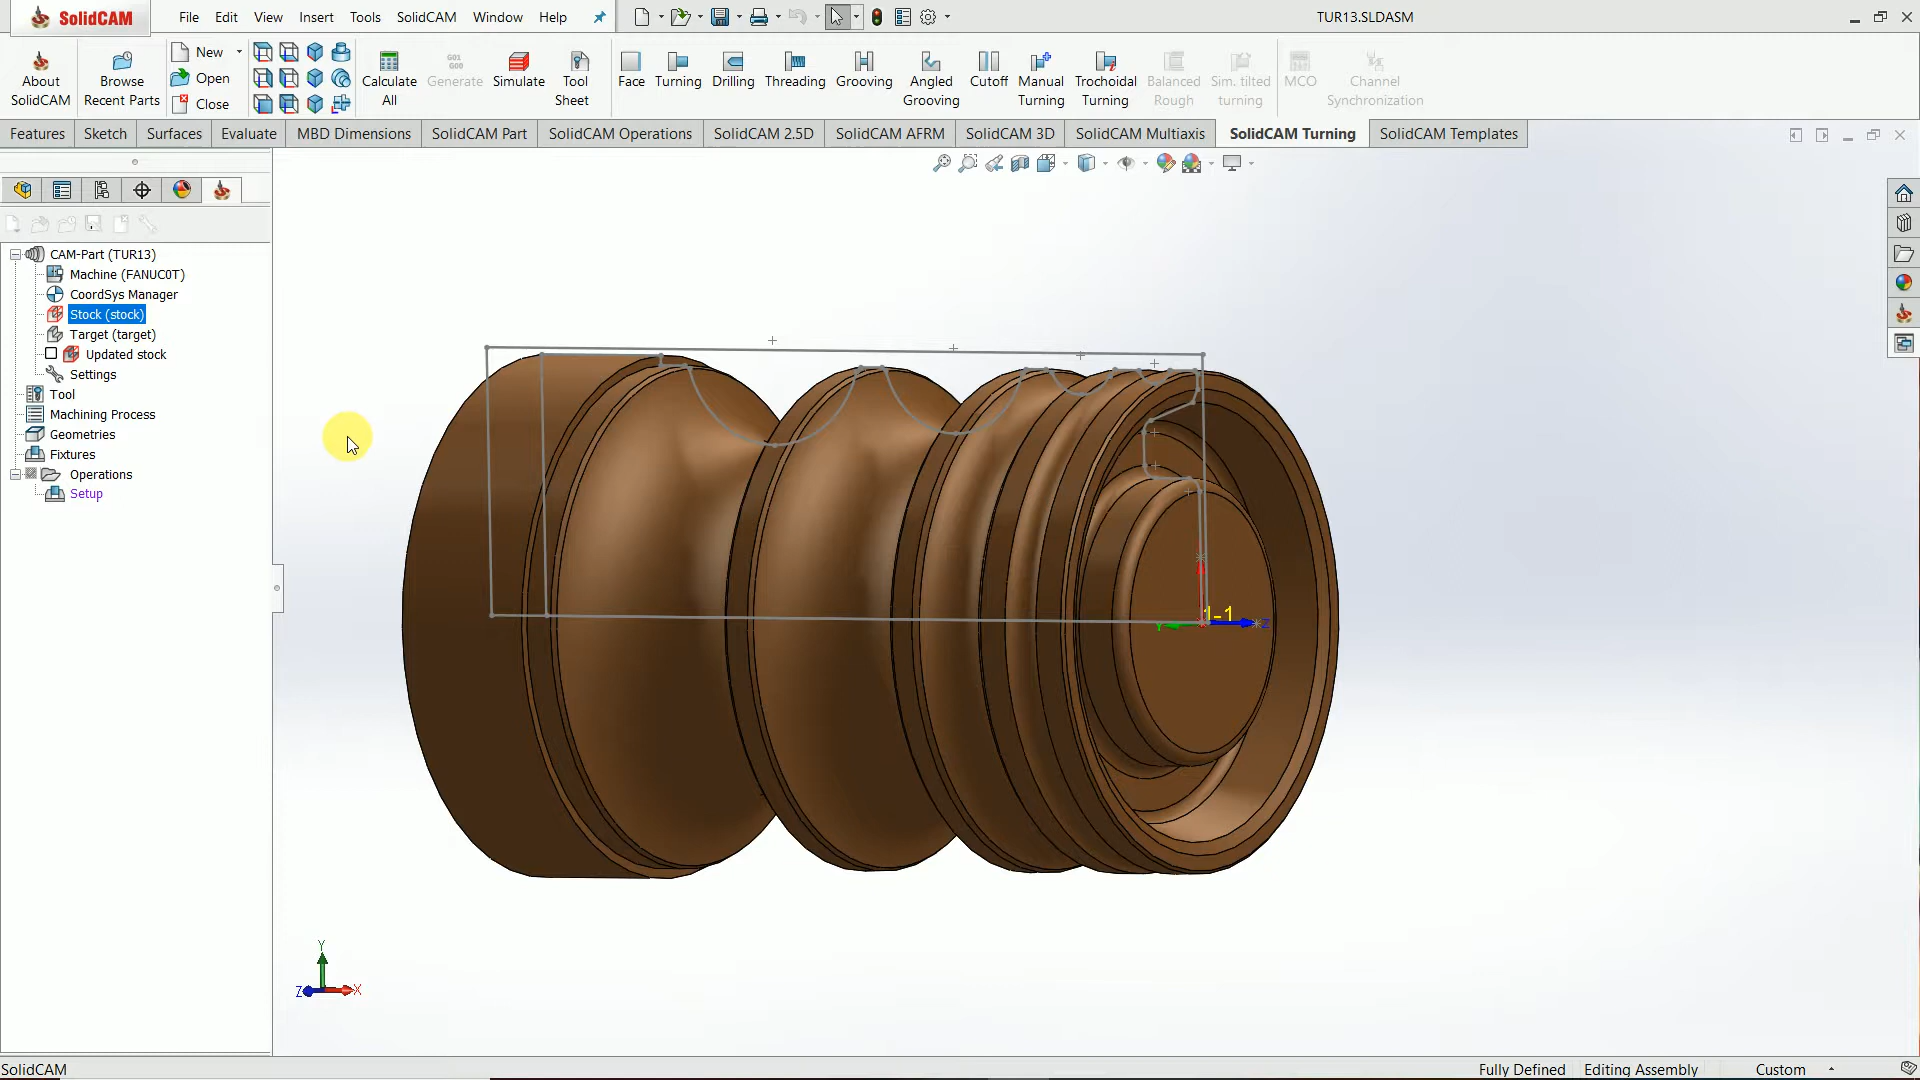 SolidCAM File Edit View Insert Tools SolidCAM Window Help TUR13.SLDASM
About SolidCAM
Browse Recent Parts
New
Open
Close
Calculate All
G01 G00
Generate
Simulate
Tool Sheet
Face
Turning
Drilling
Threading
Grooving
Angled Grooving
Cutoff
Manual Turning
Trochoidal Turning
Balanced Rough
Sim. tilted turning
MCO
Channel Synchronization
Features Sketch Surfaces Evaluate MBD Dimensions SolidCAM Part SolidCAM Operations SolidCAM 2.5D SolidCAM AFRM SolidCAM 3D SolidCAM Multiaxis SolidCAM Turning SolidCAM Templates
CAM-Part (TUR13)
Machine (FANUC0T)
CoordSys Manager
Stock (stock)
Target (target)
Updated stock
Settings
Tool
Machining Process
Geometries
Fixtures
Operations
Setup
1-1
Y Z
Y
Z X
SolidCAM Fully Defined Editing Assembly Custom